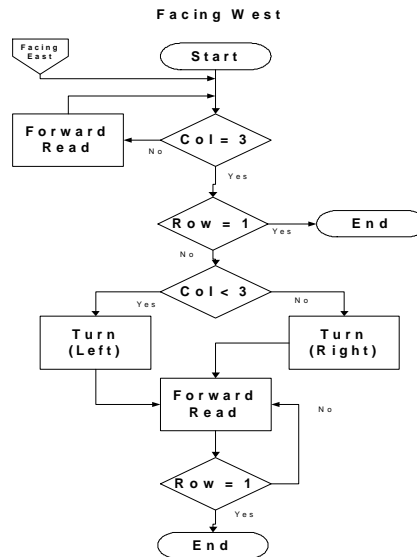 Facing West
Facing
East
Start
Forward
Read
No
Col = 3
Yes
Row = 1
Yes
End
No
Col < 3
Yes
No
Turn
(Left)
Turn
(Right)
Forward
Read
No
Row = 1
Yes
End